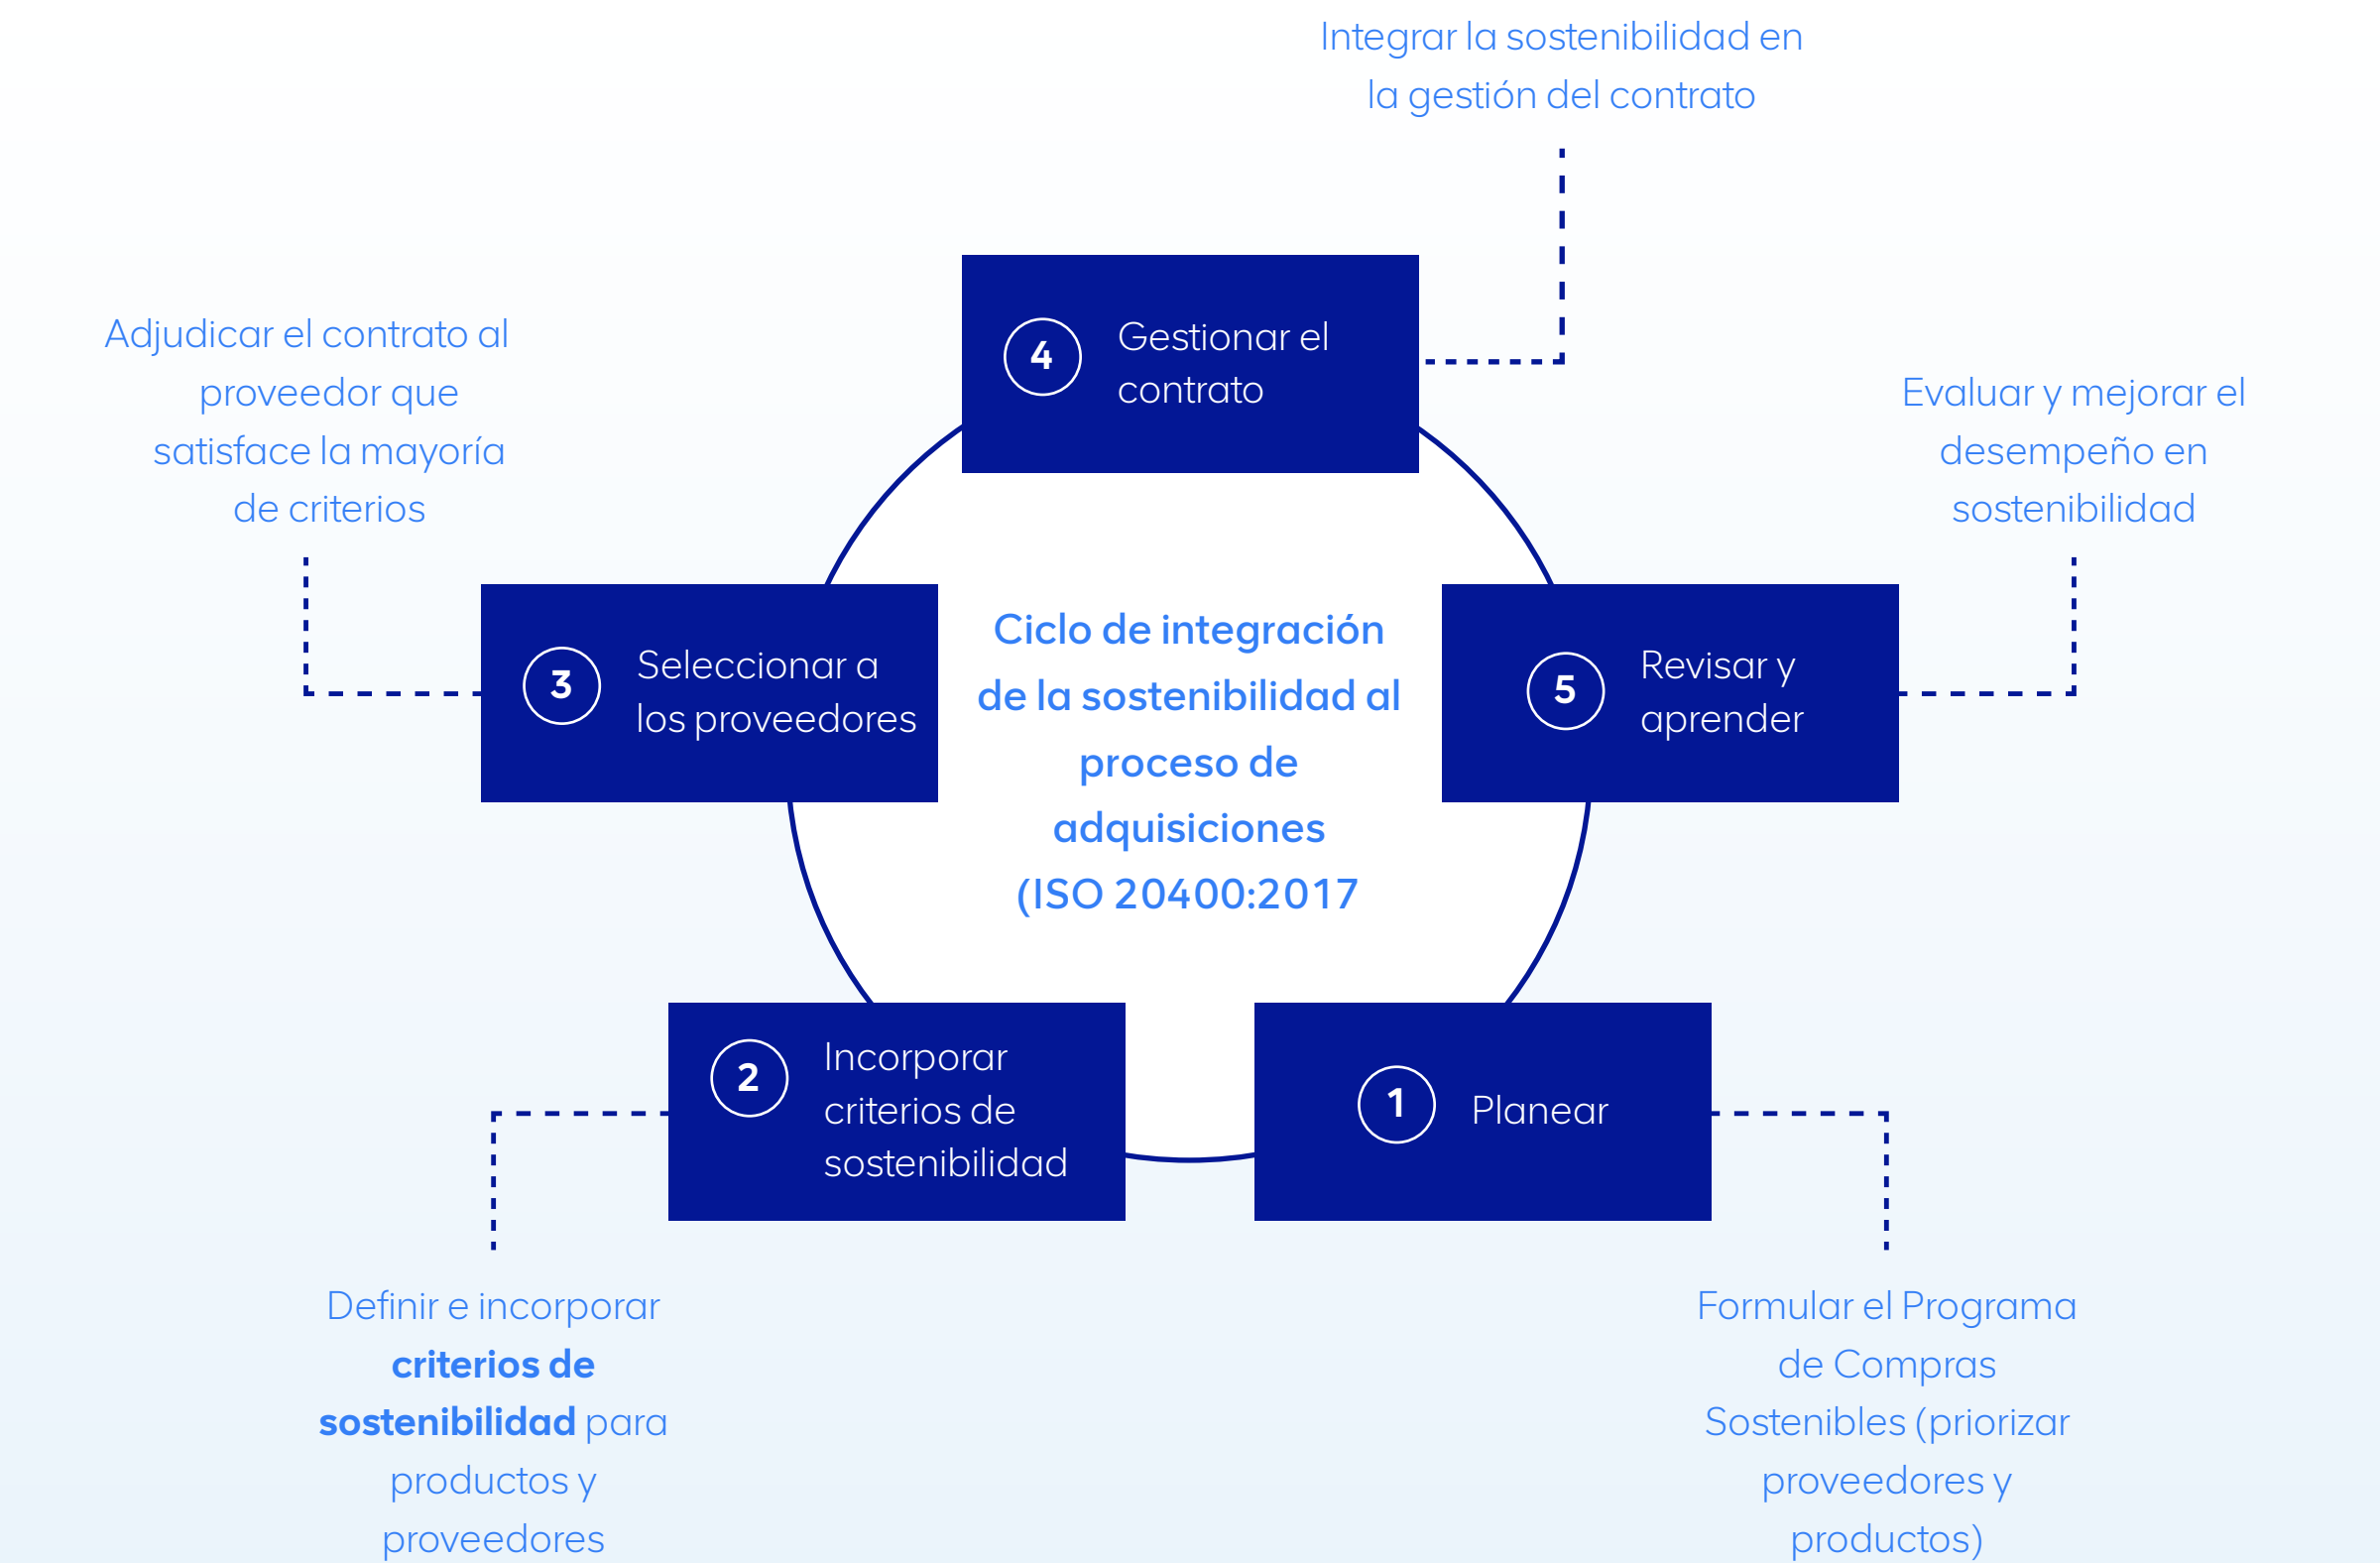 Integrar la sostenibilidad en
la gestión del contrato
4
Gestionar el
contrato
Adjudicar el contrato al
proveedor que
satisface la mayoría
de criterios
Evaluar y mejorar el
desempeño en
sostenibilidad
3
Seleccionar a
los proveedores
Ciclo de integración
de la sostenibilidad al
proceso de
adquisiciones
(ISO 20400:2017
5
Revisar y
aprender
2
Incorporar
criterios de
sostenibilidad
1
Planear
Definir e incorporar
criterios de
sostenibilidad para
productos y
proveedores
Formular el Programa
de Compras
Sostenibles (priorizar
proveedores y
productos)